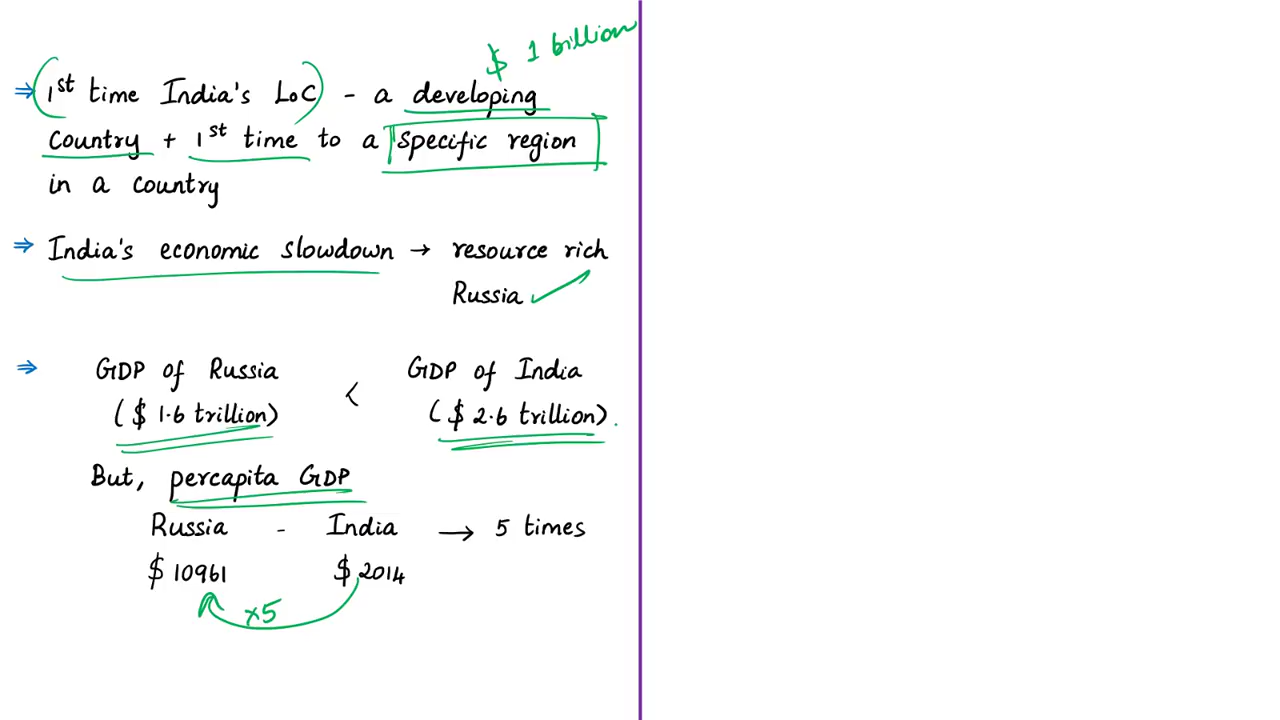 $ 1 billion
⇒ (1st time India's LoC) - a developing
country + 1st time to a specific region
in a country
⇒ India's economic slowdown → resource rich
Russia
⇒ GDP of Russia < GDP of India
($ 1.6 trillion) ($ 2.6 trillion).
But, percapita GDP
Russia - India → 5 times
$ 10961 $ 2014
×5